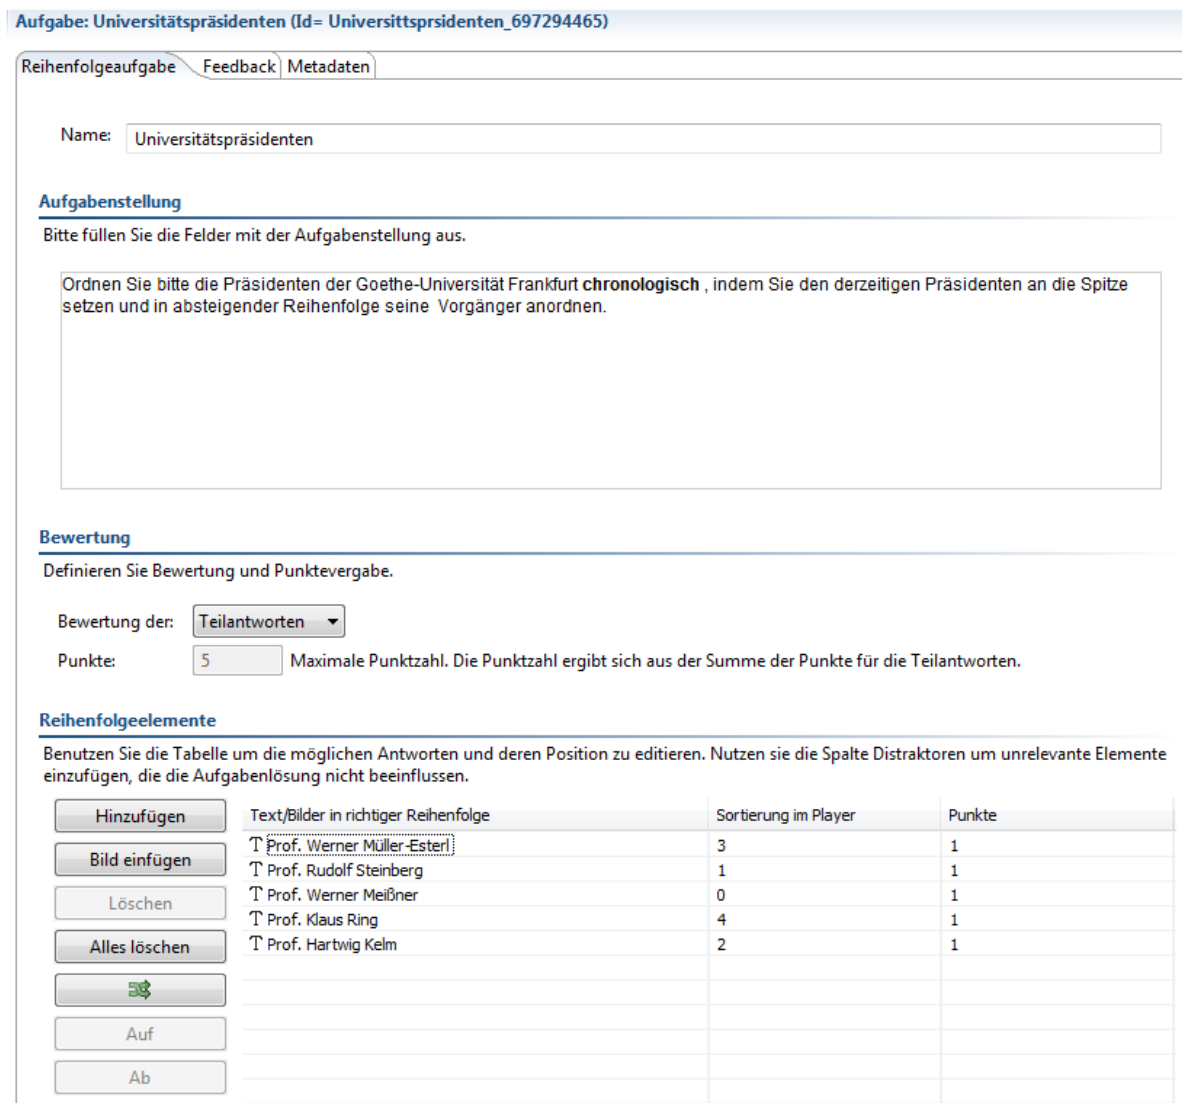 Aufgabe: Universitätspräsidenten (Id= Universittsprsidenten_697294465)
Reihenfolgeaufgabe Feedback Metadaten
Name: Universitätspräsidenten
Aufgabenstellung
Bitte füllen Sie die Felder mit der Aufgabenstellung aus.
Ordnen Sie bitte die Präsidenten der Goethe-Universität Frankfurt chronologisch , indem Sie den derzeitigen Präsidenten an die Spitze
setzen und in absteigender Reihenfolge seine  Vorgänger anordnen.
Bewertung
Definieren Sie Bewertung und Punktevergabe.
Bewertung der: Teilantworten
Punkte: 5 Maximale Punktzahl. Die Punktzahl ergibt sich aus der Summe der Punkte für die Teilantworten.
Reihenfolgeelemente
Benutzen Sie die Tabelle um die möglichen Antworten und deren Position zu editieren. Nutzen sie die Spalte Distraktoren um unrelevante Elemente
einzufügen, die die Aufgabenlösung nicht beeinflussen.
Hinzufügen
Bild einfügen
Löschen
Alles löschen
Auf
Ab
Text/Bilder in richtiger Reihenfolge Sortierung im Player Punkte
T Prof. Werner Müller-Esterl 3 1
T Prof. Rudolf Steinberg 1 1
T Prof. Werner Meißner 0 1
T Prof. Klaus Ring 4 1
T Prof. Hartwig Kelm 2 1